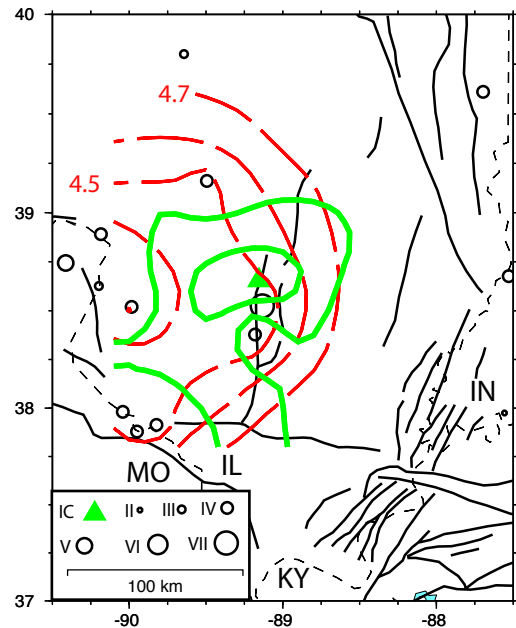 40
39
38
37
-90
-89
-88
4.7
4.5
IN
MO
IL
KY
IC II III IV
V VI VII
100 km